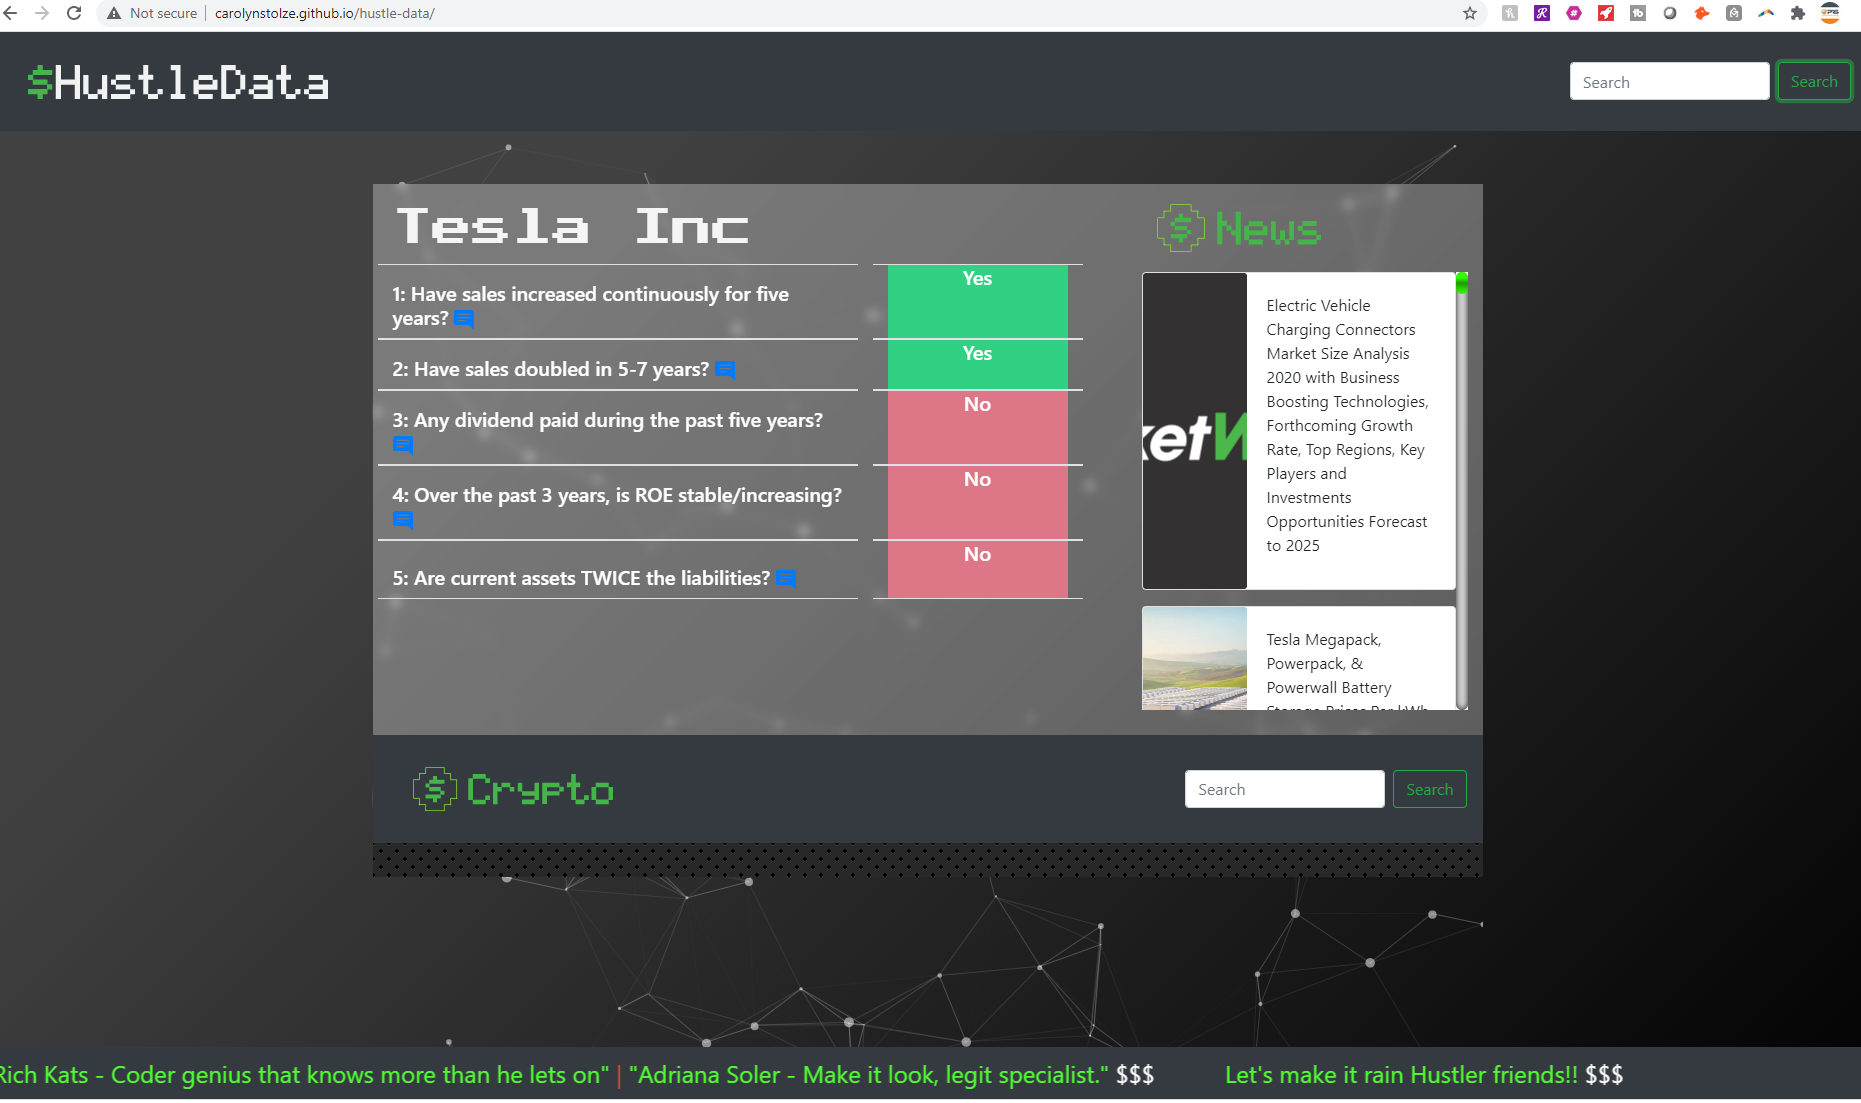 Not secure | carolynstolze.github.io/hustle-data/
$HustleData
Search
Search
Tesla Inc
1: Have sales increased continuously for five
years?
Yes
2: Have sales doubled in 5-7 years?
Yes
3: Any dividend paid during the past five years?
No
4: Over the past 3 years, is ROE stable/increasing?
No
5: Are current assets TWICE the liabilities?
No
$ News
ketW
Electric Vehicle
Charging Connectors
Market Size Analysis
2020 with Business
Boosting Technologies,
Forthcoming Growth
Rate, Top Regions, Key
Players and
Investments
Opportunities Forecast
to 2025
Tesla Megapack,
Powerpack, &
Powerwall Battery
Storage Prices Per kWh
$ Crypto
Search
Search
Rich Kats - Coder genius that knows more than he lets on" | "Adriana Soler - Make it look, legit specialist." $$$ Let's make it rain Hustler friends!! $$$